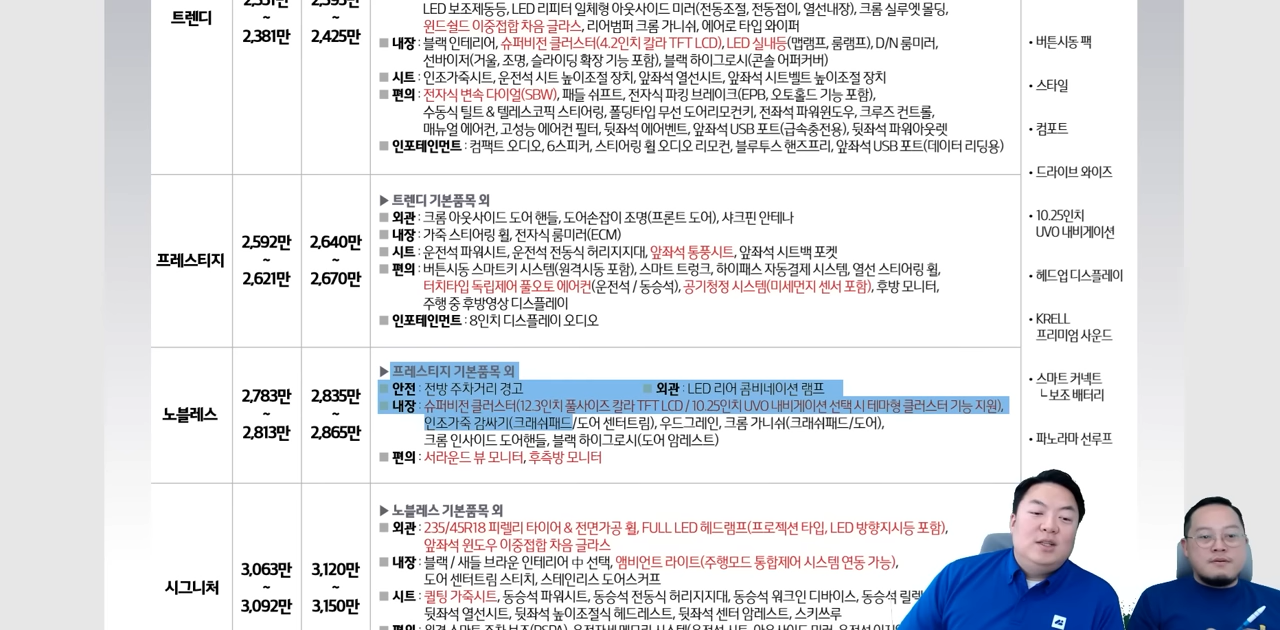 트렌디
2,381만
~
2,425만
LED 보조제동등, LED 리피터 일체형 아웃사이드 미러(전동조절, 전동접이, 열선내장), 크롬 실루엣 몰딩,
윈드쉴드 이중접합 차음 글라스, 리어범퍼 크롬 가니쉬, 에어로 타입 와이퍼
■ 내장 : 블랙 인테리어, 슈퍼비전 클러스터(4.2인치 칼라 TFT LCD), LED 실내등(맵램프, 룸램프), D/N 룸미러,
선바이저(거울, 조명, 슬라이딩 확장 기능 포함), 블랙 하이그로시(콘솔 어퍼커버)
■ 시트 : 인조가죽시트, 운전석 시트 높이조절 장치, 앞좌석 열선시트, 앞좌석 시트벨트 높이조절 장치
■ 편의 : 전자식 변속 다이얼(SBW), 패들 쉬프트, 전자식 파킹 브레이크(EPB, 오토홀드 기능 포함),
수동식 틸트 & 텔레스코픽 스티어링, 폴딩타입 무선 도어리모컨키, 전좌석 파워윈도우, 크루즈 컨트롤,
매뉴얼 에어컨, 고성능 에어컨 필터, 뒷좌석 에어벤트, 앞좌석 USB 포트(급속충전용), 뒷좌석 파워아웃렛
■ 인포테인먼트 : 컴팩트 오디오, 6스피커, 스티어링 휠 오디오 리모컨, 블루투스 핸즈프리, 앞좌석 USB 포트(데이터 리딩용)
프레스티지
2,592만
~
2,621만
2,640만
~
2,670만
▶ 트렌디 기본품목 외
■ 외관 : 크롬 아웃사이드 도어 핸들, 도어손잡이 조명(프론트 도어), 샤크핀 안테나
■ 내장 : 가죽 스티어링 휠, 전자식 룸미러(ECM)
■ 시트 : 운전석 파워시트, 운전석 전동식 허리지지대, 앞좌석 통풍시트, 앞좌석 시트백 포켓
■ 편의 : 버튼시동 스마트키 시스템(원격시동 포함), 스마트 트렁크, 하이패스 자동결제 시스템, 열선 스티어링 휠,
터치타입 독립제어 풀오토 에어컨(운전석 / 동승석), 공기청정 시스템(미세먼지 센서 포함), 후방 모니터,
주행 중 후방영상 디스플레이
■ 인포테인먼트 : 8인치 디스플레이 오디오
노블레스
2,783만
~
2,813만
2,835만
~
2,865만
▶ 프레스티지 기본품목 외
■ 안전 : 전방 주차거리 경고 ■ 외관 : LED 리어 콤비네이션 램프
■ 내장 : 슈퍼비전 클러스터(12.3인치 풀사이즈 칼라 TFT LCD / 10.25인치 UVO 내비게이션 선택 시 테마형 클러스터 기능 지원),
인조가죽 감싸기(크래쉬패드/도어 센터트림), 우드그레인, 크롬 가니쉬(크래쉬패드/도어),
크롬 인사이드 도어핸들, 블랙 하이그로시(도어 암레스트)
■ 편의 : 서라운드 뷰 모니터, 후측방 모니터
시그니처
3,063만
~
3,092만
3,120만
~
3,150만
▶ 노블레스 기본품목 외
■ 외관 : 235/45R18 피렐리 타이어 & 전면가공 휠, FULL LED 헤드램프(프로젝션 타입, LED 방향지시등 포함),
앞좌석 윈도우 이중접합 차음 글라스
■ 내장 : 블랙 / 새들 브라운 인테리어 中 선택, 앰비언트 라이트(주행모드 통합제어 시스템 연동 가능),
도어 센터트림 스티치, 스테인리스 도어스커프
■ 시트 : 퀼팅 가죽시트, 동승석 파워시트, 동승석 전동식 허리지지대, 동승석 워크인 디바이스, 동승석
뒷좌석 열선시트, 뒷좌석 높이조절식 헤드레스트, 뒷좌석 센터 암레스트, 스키쓰루
• 버튼시동 팩
• 스타일
• 컴포트
• 드라이브 와이즈
• 10.25인치
UVO 내비게이션
• 헤드업 디스플레이
• KRELL
프리미엄 사운드
• 스마트 커넥트
└ 보조 배터리
• 파노라마 선루프